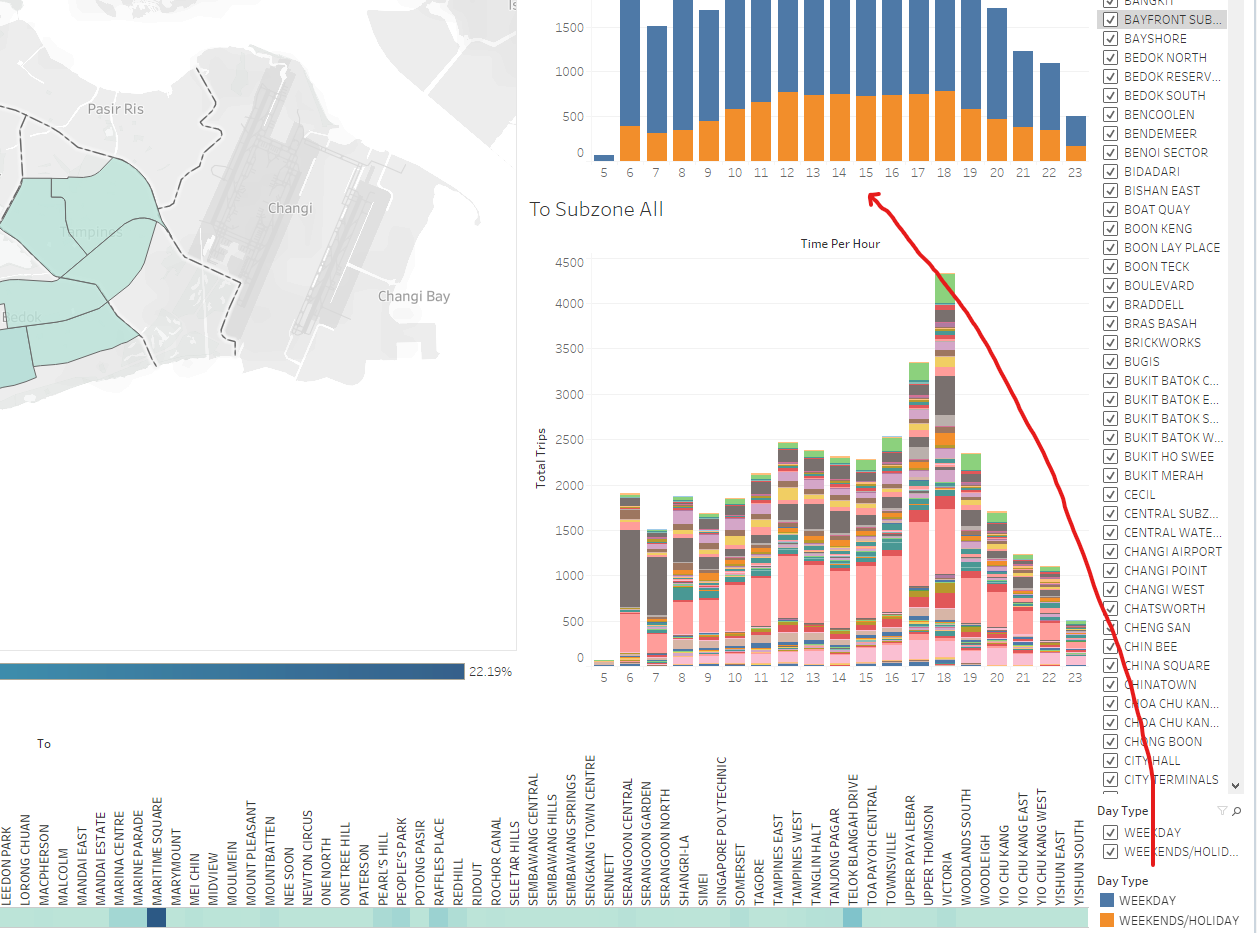 Is
Pasir Ris
Changi
Tampines
Changi Bay
Bedok
1500
1000
500
0
5 6 7 8 9 10 11 12 13 14 15 16 17 18 19 20 21 22 23
To Subzone All
Time Per Hour
Total Trips
4500
4000
3500
3000
2500
2000
1500
1000
500
0
5 6 7 8 9 10 11 12 13 14 15 16 17 18 19 20 21 22 23
22.19%
To
LEEDON PARK
LORONG CHUAN
MACPHERSON
MALCOLM
MANDAI EAST
MANDAI ESTATE
MARINA CENTRE
MARINE PARADE
MARITIME SQUARE
MARYMOUNT
MEI CHIN
MIDVIEW
MOULMEIN
MOUNT PLEASANT
MOUNTBATTEN
NEE SOON
NEWTON CIRCUS
ONE NORTH
ONE TREE HILL
PATERSON
PEARL'S HILL
PEOPLE'S PARK
POTONG PASIR
RAFFLES PLACE
REDHILL
RIDOUT
ROCHOR CANAL
SELETAR HILLS
SEMBAWANG CENTRAL
SEMBAWANG HILLS
SEMBAWANG SPRINGS
SENGKANG TOWN CENTRE
SENNETT
SERANGOON CENTRAL
SERANGOON GARDEN
SERANGOON NORTH
SHANGRI-LA
SIMEI
SINGAPORE POLYTECHNIC
SOMERSET
TAGORE
TAMPINES EAST
TAMPINES WEST
TANGLIN HALT
TANJONG PAGAR
TELOK BLANGAH DRIVE
TOA PAYOH CENTRAL
TOWNSVILLE
UPPER PAYA LEBAR
UPPER THOMSON
VICTORIA
WOODLANDS SOUTH
WOODLEIGH
YIO CHU KANG
YIO CHU KANG EAST
YIO CHU KANG WEST
YISHUN EAST
YISHUN SOUTH
BANGKIT
BAYFRONT SUB...
BAYSHORE
BEDOK NORTH
BEDOK RESERV...
BEDOK SOUTH
BENCOOLEN
BENDEMEER
BENOI SECTOR
BIDADARI
BISHAN EAST
BOAT QUAY
BOON KENG
BOON LAY PLACE
BOON TECK
BOULEVARD
BRADDELL
BRAS BASAH
BRICKWORKS
BUGIS
BUKIT BATOK C...
BUKIT BATOK E...
BUKIT BATOK S...
BUKIT BATOK W...
BUKIT HO SWEE
BUKIT MERAH
CECIL
CENTRAL SUBZ...
CENTRAL WATE...
CHANGI AIRPORT
CHANGI POINT
CHANGI WEST
CHATSWORTH
CHENG SAN
CHIN BEE
CHINA SQUARE
CHINATOWN
CHOA CHU KAN...
CHOA CHU KAN...
CHONG BOON
CITY HALL
CITY TERMINALS
Day Type
WEEKDAY
WEEKENDS/HOLID...
Day Type
WEEKDAY
WEEKENDS/HOLIDAY